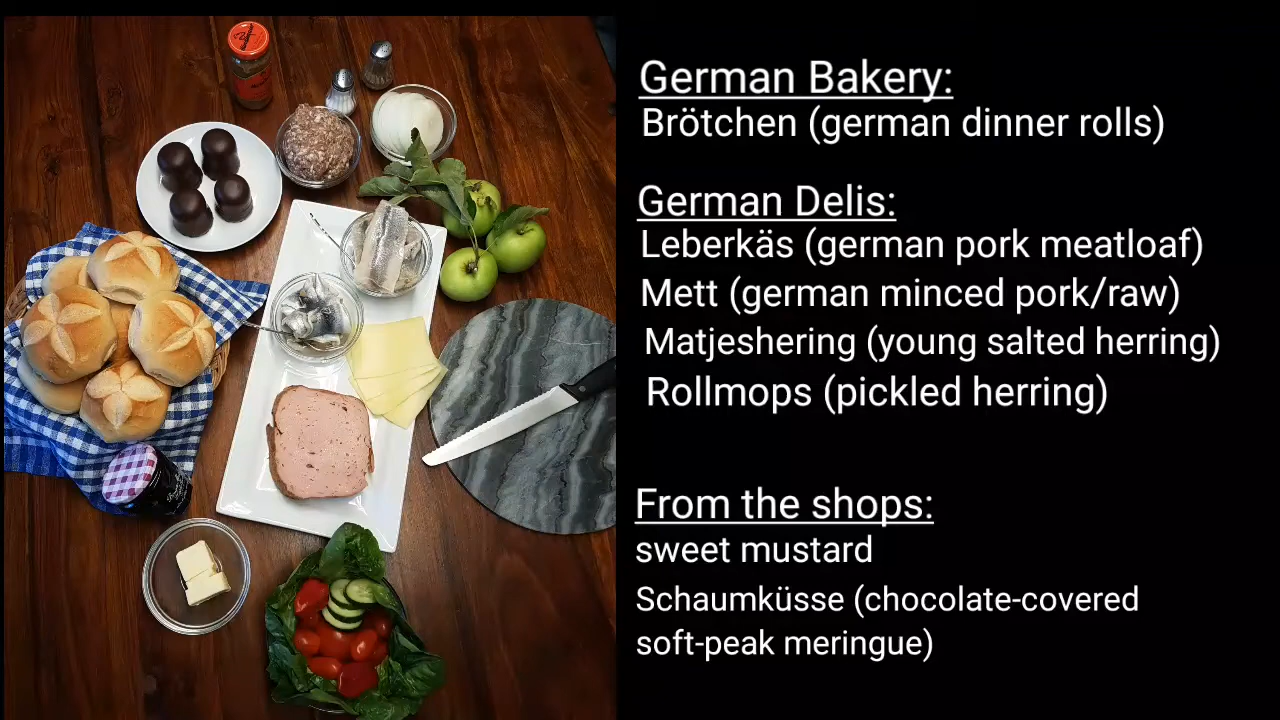 German Bakery:
Brötchen (german dinner rolls)
German Delis:
Leberkäs (german pork meatloaf)
Mett (german minced pork/raw)
Matjeshering (young salted herring)
Rollmops (pickled herring)
From the shops:
sweet mustard
Schaumküsse (chocolate-covered
soft-peak meringue)